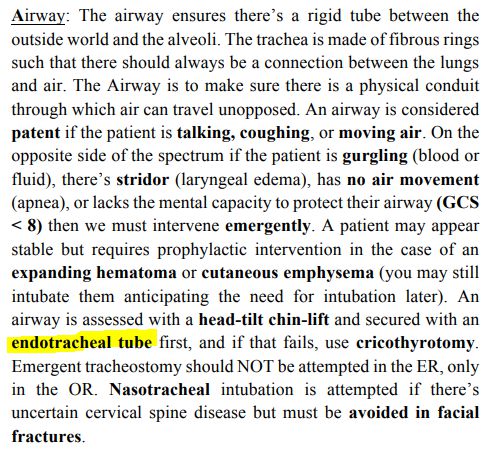 Airway: The airway ensures there's a rigid tube between the
outside world and the alveoli. The trachea is made of fibrous rings
such that there should always be a connection between the lungs
and air. The Airway is to make sure there is a physical conduit
through which air can travel unopposed. An airway is considered
patent if the patient is talking, coughing, or moving air. On the
opposite side of the spectrum if the patient is gurgling (blood or
fluid), there's stridor (laryngeal edema), has no air movement
(apnea), or lacks the mental capacity to protect their airway (GCS
< 8) then we must intervene emergently. A patient may appear
stable but requires prophylactic intervention in the case of an
expanding hematoma or cutaneous emphysema (you may still
intubate them anticipating the need for intubation later). An
airway is assessed with a head-tilt chin-lift and secured with an
endotracheal tube first, and if that fails, use cricothyrotomy.
Emergent tracheostomy should NOT be attempted in the ER, only
in the OR. Nasotracheal intubation is attempted if there's
uncertain cervical spine disease but must be avoided in facial
fractures.